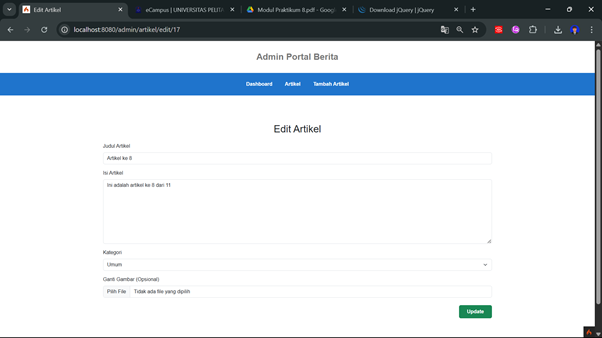 Edit Artikel
eCampus | UNIVERSITAS PELITA
Modul Praktikum 8.pdf - Goog
Download jQuery | jQuery
localhost:8080/admin/artikel/edit/17
Admin Portal Berita
Dashboard Artikel Tambah Artikel
Edit Artikel
Judul Artikel
Artikel ke 8
Isi Artikel
Ini adalah artikel ke 8 dari 11
Kategori
Umum
Ganti Gambar (Opsional)
Pilih File Tidak ada file yang dipilih
Update